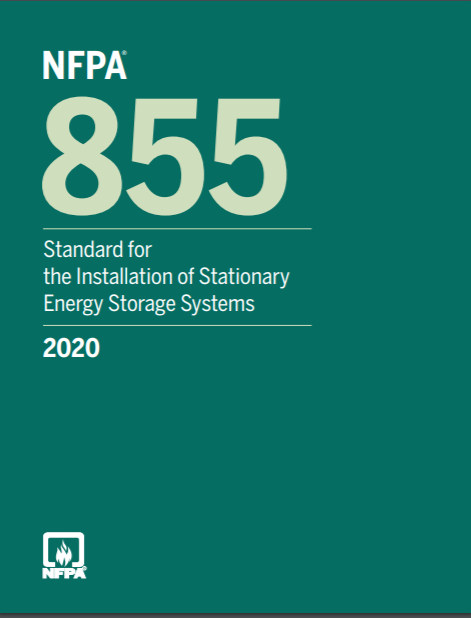 NFPA®
855
Standard for
the Installation of Stationary
Energy Storage Systems
2020
NFPA®